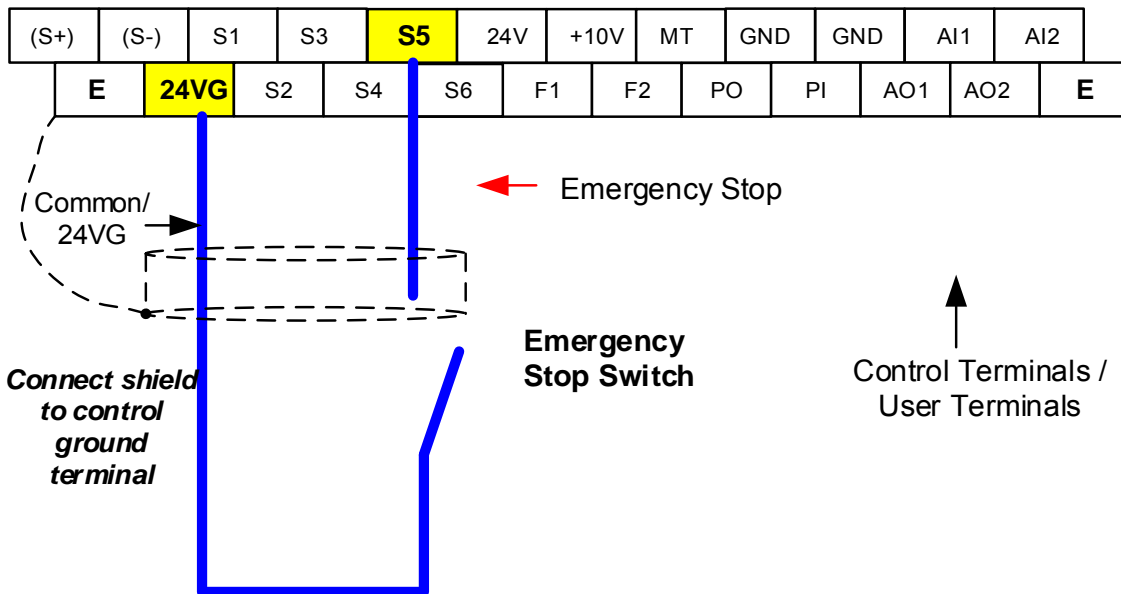 (S+) (S-) S1 S3 S5 24V +10V MT GND GND AI1 AI2
E 24VG S2 S4 S6 F1 F2 PO PI AO1 AO2 E
Common/
24VG
Emergency Stop
Emergency
Stop Switch
Control Terminals /
User Terminals
Connect shield
to control
ground
terminal